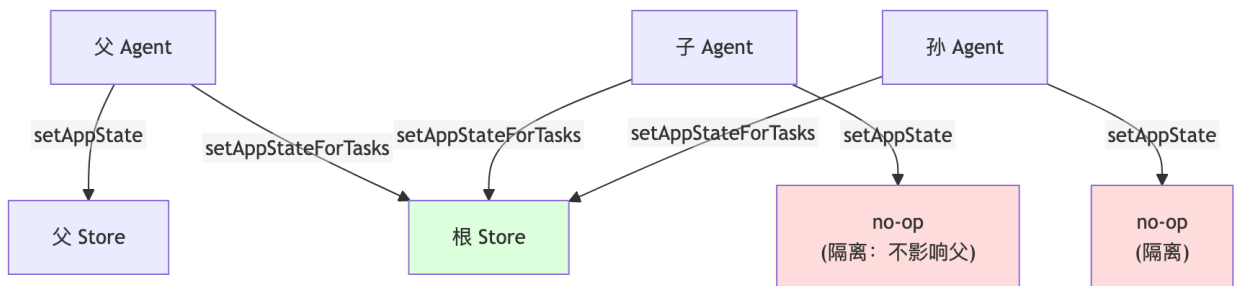 父 Agent
子 Agent
孙 Agent
setAppState
setAppStateForTasks
setAppStateForTasks
setAppStateForTasks
setAppState
setAppState
父 Store
根 Store
no-op
(隔离：不影响父)
no-op
(隔离)